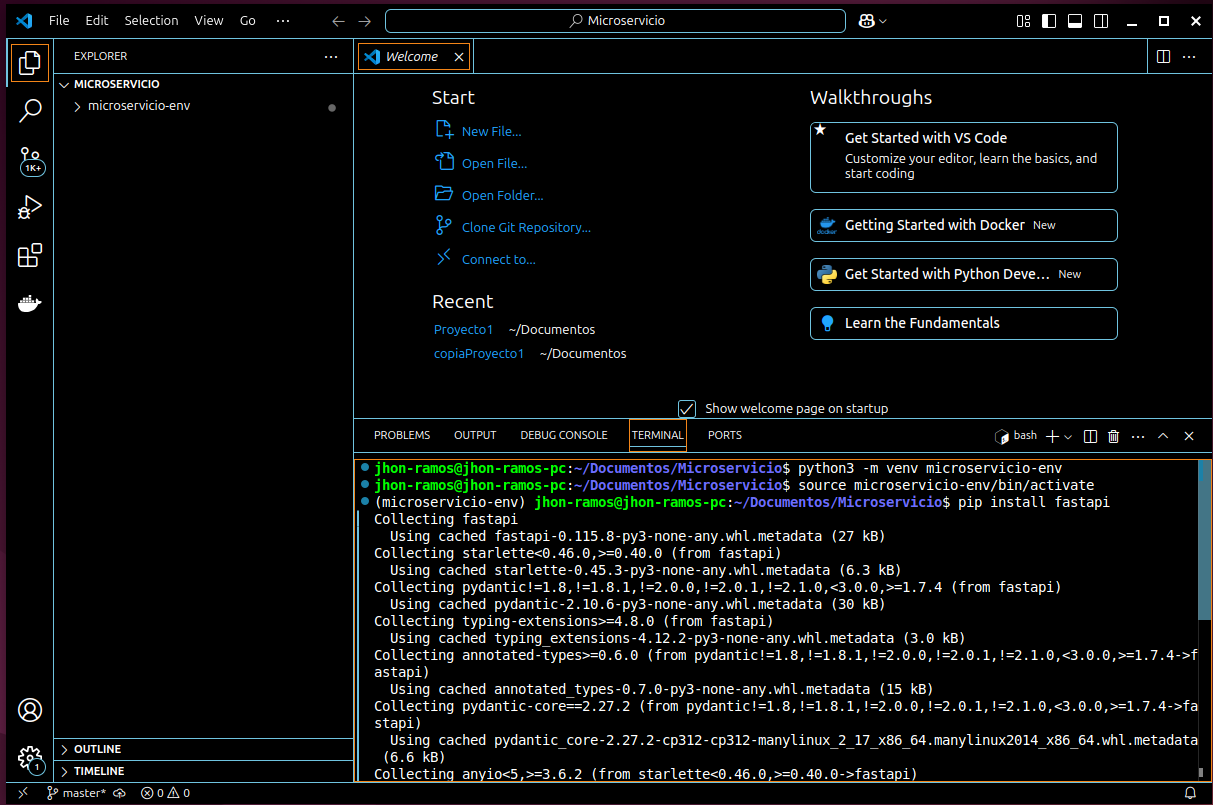 File Edit Selection View Go ··· Microservicio
EXPLORER ···
MICROSERVICIO
microservicio-env
1K+
Welcome
Start
New File...
Open File...
Open Folder...
Clone Git Repository...
Connect to...
Recent
Proyecto1 ~/Documentos
copiaProyecto1 ~/Documentos
Walkthroughs
Get Started with VS Code
Customize your editor, learn the basics, and
start coding
docker
Getting Started with Docker New
Get Started with Python Deve... New
Learn the Fundamentals
Show welcome page on startup
PROBLEMS OUTPUT DEBUG CONSOLE TERMINAL PORTS bash
jhon-ramos@jhon-ramos-pc:~/Documentos/Microservicio$ python3 -m venv microservicio-env
jhon-ramos@jhon-ramos-pc:~/Documentos/Microservicio$ source microservicio-env/bin/activate
(microservicio-env) jhon-ramos@jhon-ramos-pc:~/Documentos/Microservicio$ pip install fastapi
Collecting fastapi
  Using cached fastapi-0.115.8-py3-none-any.whl.metadata (27 kB)
Collecting starlette<0.46.0,>=0.40.0 (from fastapi)
  Using cached starlette-0.45.3-py3-none-any.whl.metadata (6.3 kB)
Collecting pydantic!=1.8,!=1.8.1,!=2.0.0,!=2.0.1,!=2.1.0,<3.0.0,>=1.7.4 (from fastapi)
  Using cached pydantic-2.10.6-py3-none-any.whl.metadata (30 kB)
Collecting typing-extensions>=4.8.0 (from fastapi)
  Using cached typing_extensions-4.12.2-py3-none-any.whl.metadata (3.0 kB)
Collecting annotated-types>=0.6.0 (from pydantic!=1.8,!=1.8.1,!=2.0.0,!=2.0.1,!=2.1.0,<3.0.0,>=1.7.4->f
astapi)
  Using cached annotated_types-0.7.0-py3-none-any.whl.metadata (15 kB)
Collecting pydantic-core==2.27.2 (from pydantic!=1.8,!=1.8.1,!=2.0.0,!=2.0.1,!=2.1.0,<3.0.0,>=1.7.4->fa
stapi)
  Using cached pydantic_core-2.27.2-cp312-cp312-manylinux_2_17_x86_64.manylinux2014_x86_64.whl.metadata
 (6.6 kB)
Collecting anyio<5,>=3.6.2 (from starlette<0.46.0,>=0.40.0->fastapi)
OUTLINE
TIMELINE
1
master* 0 0